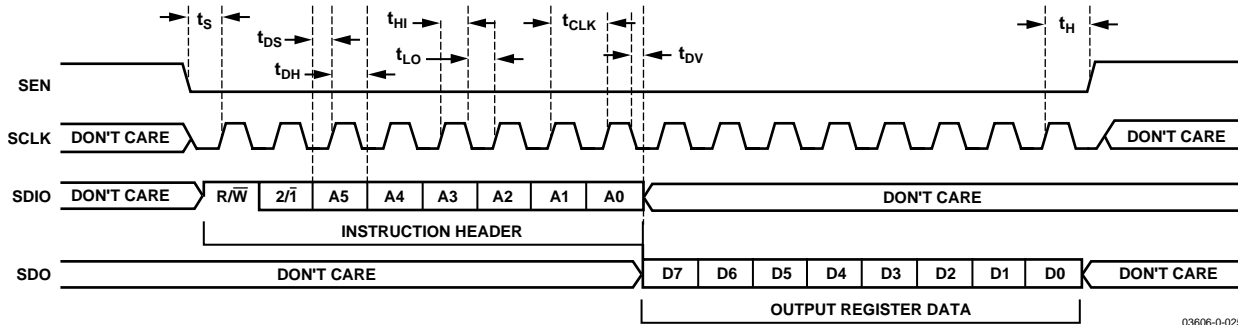 tS
tDS
tDH
tHI
tLO
tCLK
tDV
tH
SEN
SCLK DON'T CARE DON'T CARE
SDIO DON'T CARE R/W̅ 2/1̅ A5 A4 A3 A2 A1 A0 DON'T CARE
INSTRUCTION HEADER
SDO DON'T CARE D7 D6 D5 D4 D3 D2 D1 D0 DON'T CARE
OUTPUT REGISTER DATA